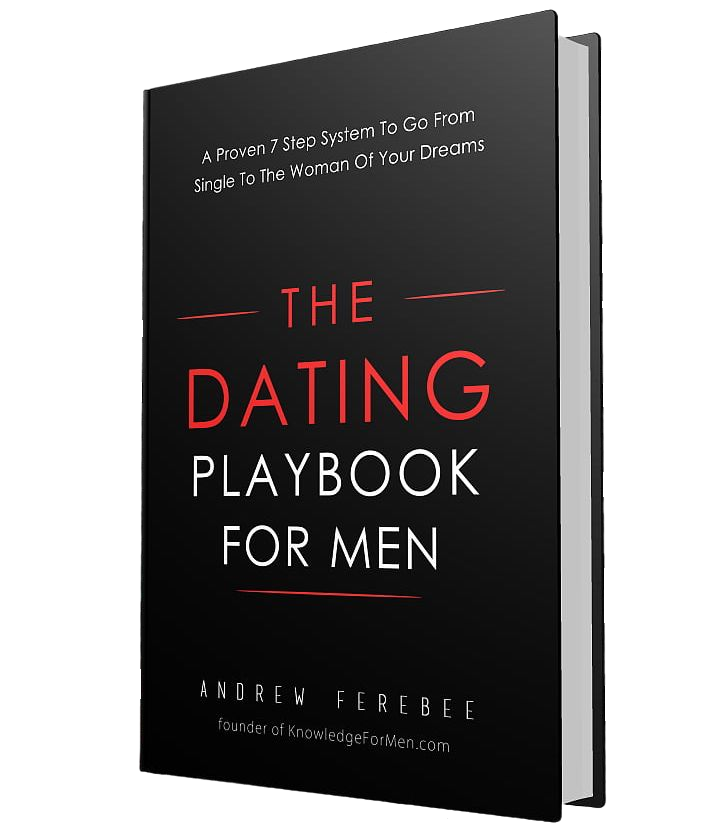 A Proven 7 Step System To Go From
Single To The Woman Of Your Dreams
THE
DATING
PLAYBOOK
FOR MEN
ANDREW FEREBEE
founder of KnowledgeForMen.com